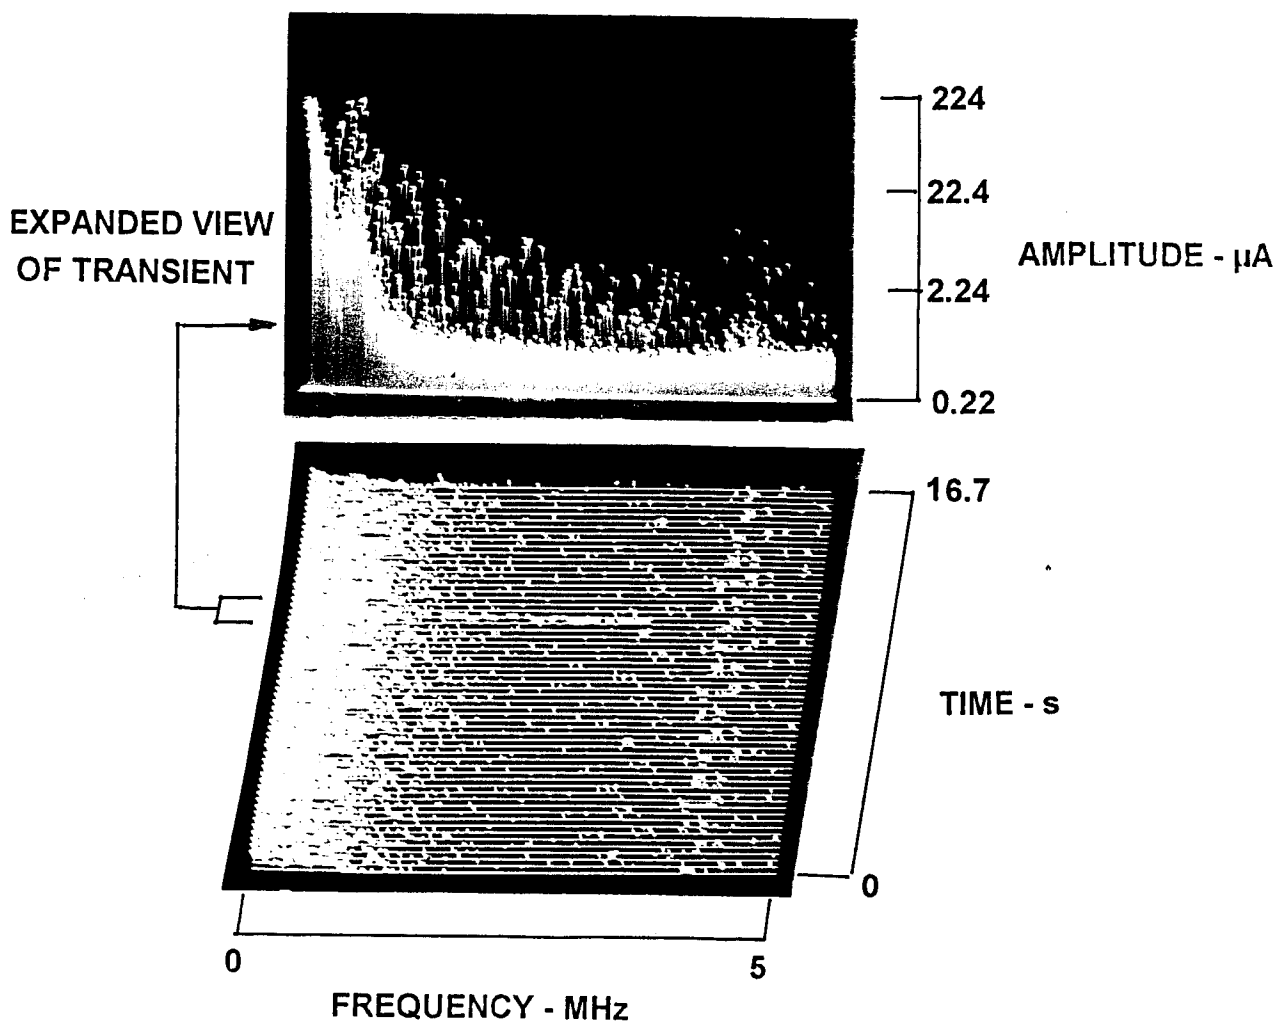 224
22.4
EXPANDED VIEW
OF TRANSIENT
AMPLITUDE - µA
2.24
0.22
16.7
TIME - s
0
0
5
FREQUENCY - MHz